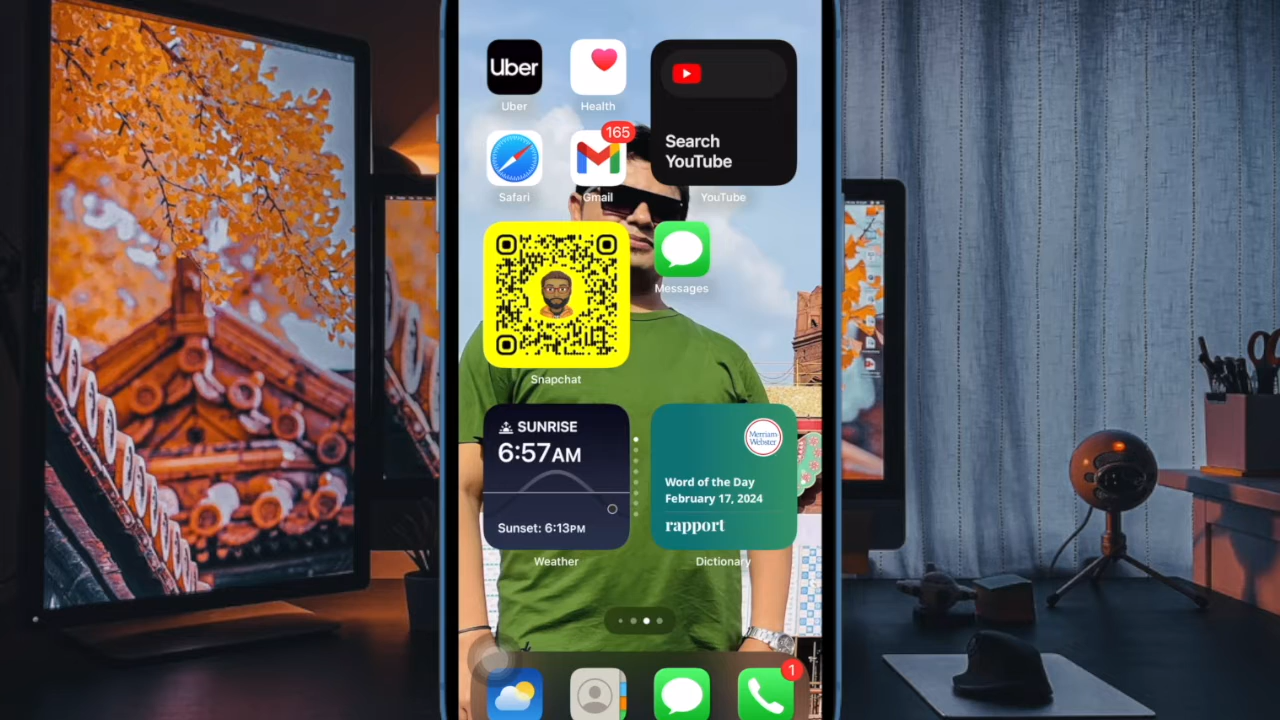 Uber
Uber
Health
Search
YouTube
YouTube
165
Safari
Gmail
Snapchat
Messages
SUNRISE
6:57AM
Sunset: 6:13PM
Weather
Merriam-
Webster
Word of the Day
February 17, 2024
rapport
Dictionary
1